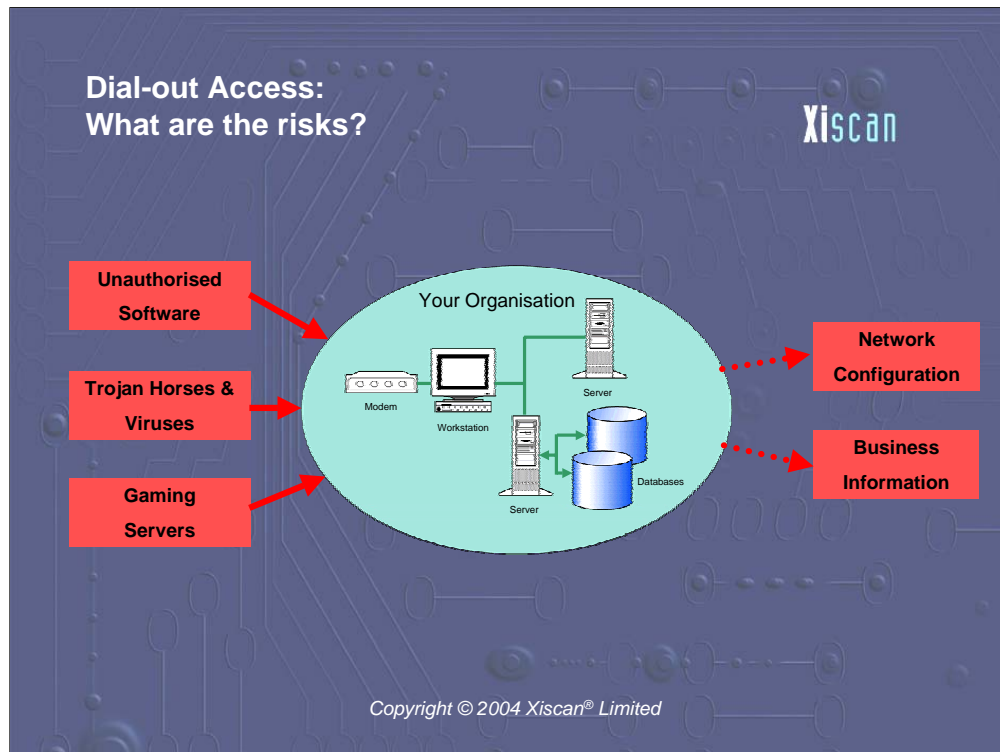 Dial-out Access:
What are the risks?
Xiscan
Unauthorised
Software
Trojan Horses &
Viruses
Gaming
Servers
Your Organisation
Modem
Workstation
Server
Server
Databases
Network
Configuration
Business
Information
Copyright © 2004 Xiscan® Limited